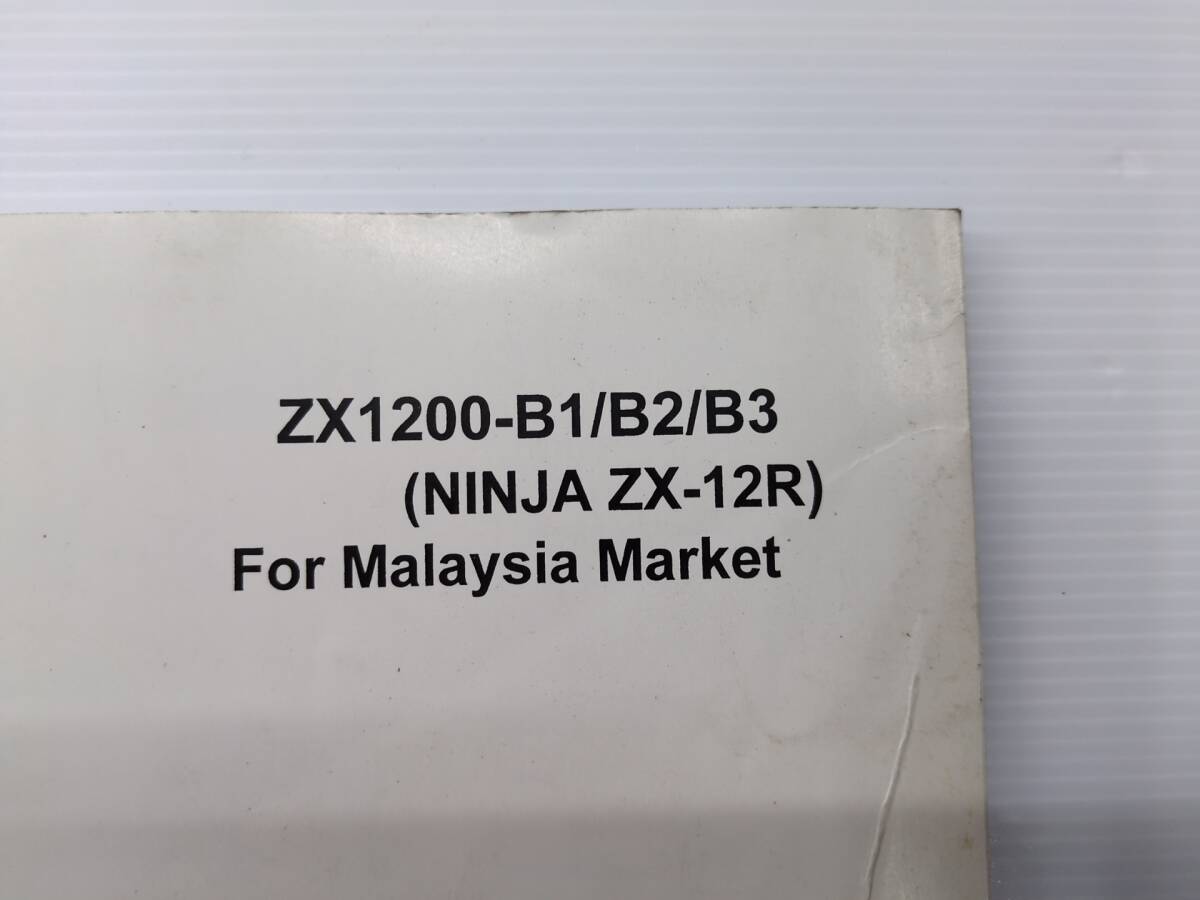 ZX1200-B1/B2/B3
(NINJA ZX-12R)
For Malaysia Market